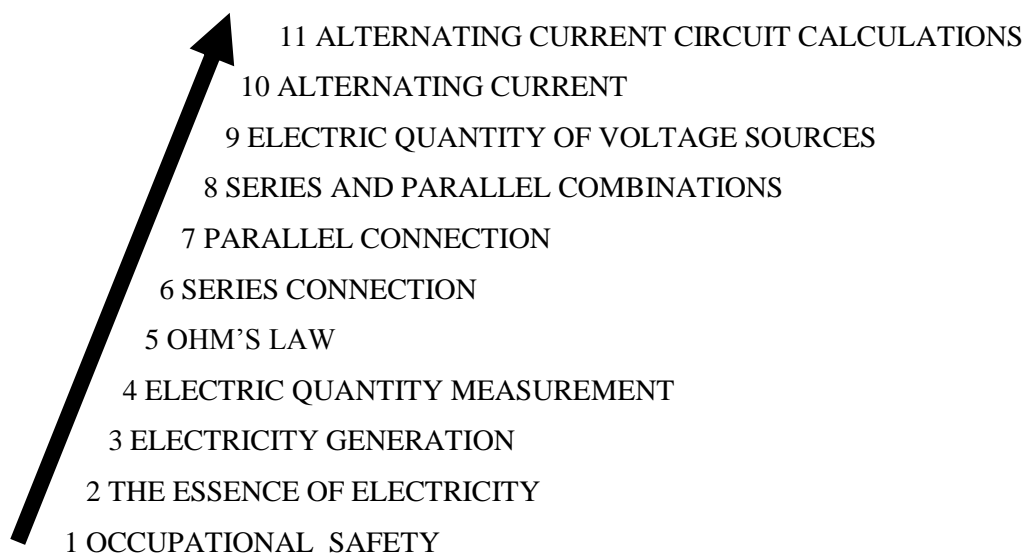 11 ALTERNATING CURRENT CIRCUIT CALCULATIONS
10 ALTERNATING CURRENT
9 ELECTRIC QUANTITY OF VOLTAGE SOURCES
8 SERIES AND PARALLEL COMBINATIONS
7 PARALLEL CONNECTION
6 SERIES CONNECTION
5 OHM’S LAW
4 ELECTRIC QUANTITY MEASUREMENT
3 ELECTRICITY GENERATION
2 THE ESSENCE OF ELECTRICITY
1 OCCUPATIONAL SAFETY